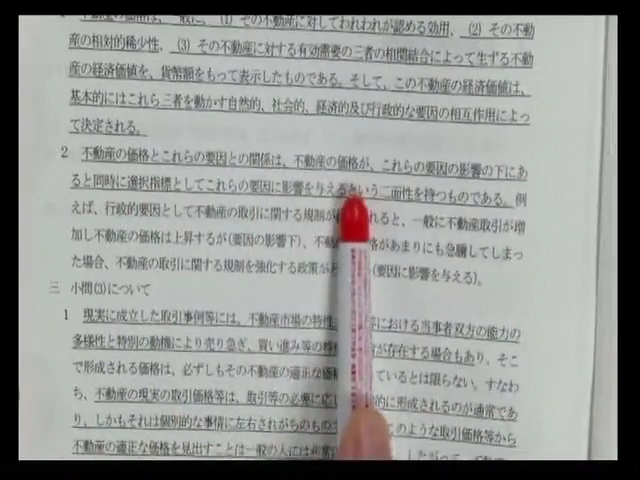 不動産の価格は、一般に、(1) その不動産に対してわれわれが認める効用、(2) その不動
産の相対的稀少性、(3) その不動産に対する有効需要の三者の相関結合によって生ずる不動
産の経済価値を、貨幣額をもって表示したものである。そして、この不動産の経済価値は、
基本的にはこれら三者を動かす自然的、社会的、経済的及び行政的な要因の相互作用によっ
て決定される。
2 不動産の価格とこれらの要因との関係は、不動産の価格が、これらの要因の影響の下にあ
ると同時に選択指標としてこれらの要因に影響を与えるという二面性を持つものである。例
えば、行政的要因として不動産の取引に関する規制が れると、一般に不動産取引が増
加し不動産の価格は上昇するが(要因の影響下)、不動 格があまりにも急騰してしまっ
た場合、不動産の取引に関する規制を強化する政策が (要因に影響を与える)。
三 小問(3)について
1 現実に成立した取引事例等には、不動産市場の特性 等における当事者双方の能力の
多様性と特別の動機により売り急ぎ、買い進み等の特 が存在する場合もあり、そこ
で形成される価格は、必ずしもその不動産の適正な価 ているとは限らない。すなわ
ち、不動産の現実の取引価格等は、取引等の必要に応じ 的に形成されるのが通常であ
り、しかもそれは個別的な事情に左右されがちのもの このような取引価格等から
不動産の適正な価格を見出すことは一般の人には非常